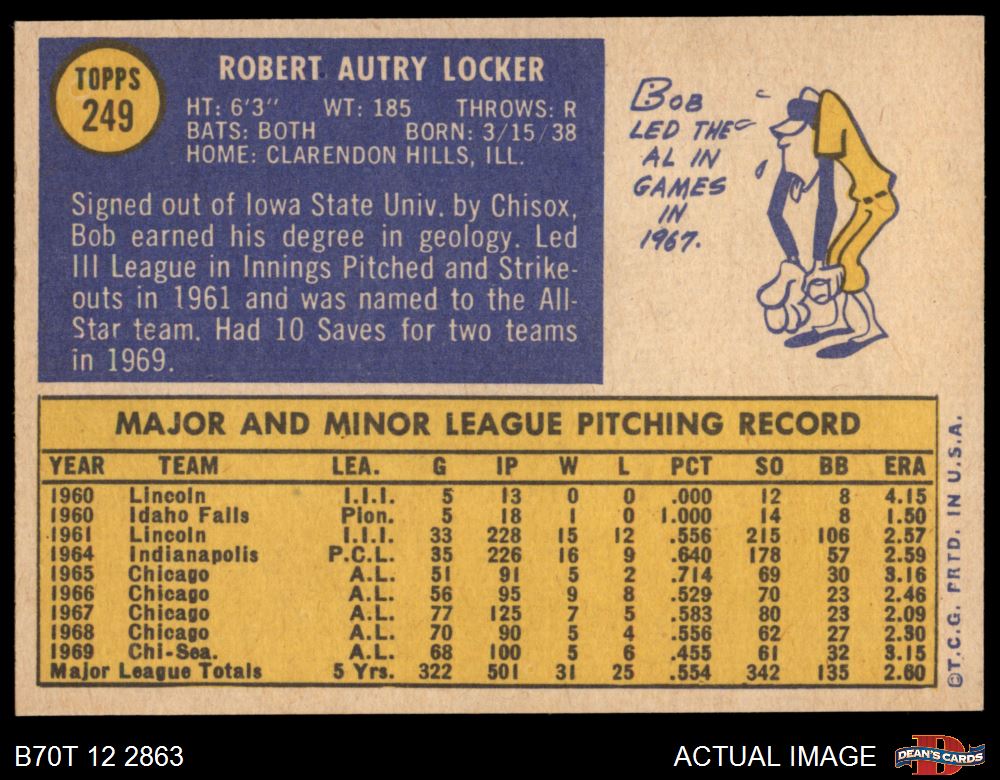 TOPPS
249
ROBERT AUTRY LOCKER
HT: 6'3" WT: 185 THROWS: R
BATS: BOTH BORN: 3/15/38
HOME: CLARENDON HILLS, ILL.
Signed out of Iowa State Univ. by Chisox,
Bob earned his degree in geology. Led
III League in Innings Pitched and Strike-
outs in 1961 and was named to the All-
Star team. Had 10 Saves for two teams
in 1969.
BOB
LED THE
AL IN
GAMES
IN
1967.
MAJOR AND MINOR LEAGUE PITCHING RECORD
YEAR TEAM LEA. G IP W L PCT SO BB ERA
1960 Lincoln I.I.I. 5 13 0 0 .000 12 8 4.15
1960 Idaho Falls Pion. 5 18 1 0 1.000 14 8 1.50
1961 Lincoln I.I.I. 33 228 15 12 .556 215 106 2.57
1964 Indianapolis P.C.L. 35 226 16 9 .640 178 57 2.59
1965 Chicago A.L. 51 91 5 2 .714 69 30 3.16
1966 Chicago A.L. 56 95 9 8 .529 70 23 2.46
1967 Chicago A.L. 77 125 7 5 .583 80 23 2.09
1968 Chicago A.L. 70 90 5 4 .556 62 27 2.30
1969 Chi-Sea. A.L. 68 100 5 6 .455 61 32 3.15
Major League Totals 5 Yrs. 322 501 31 25 .554 342 135 2.60
©T.C.G. PRTD. IN U.S.A.
B70T 12 2863
ACTUAL IMAGE
DEAN'S CARDS